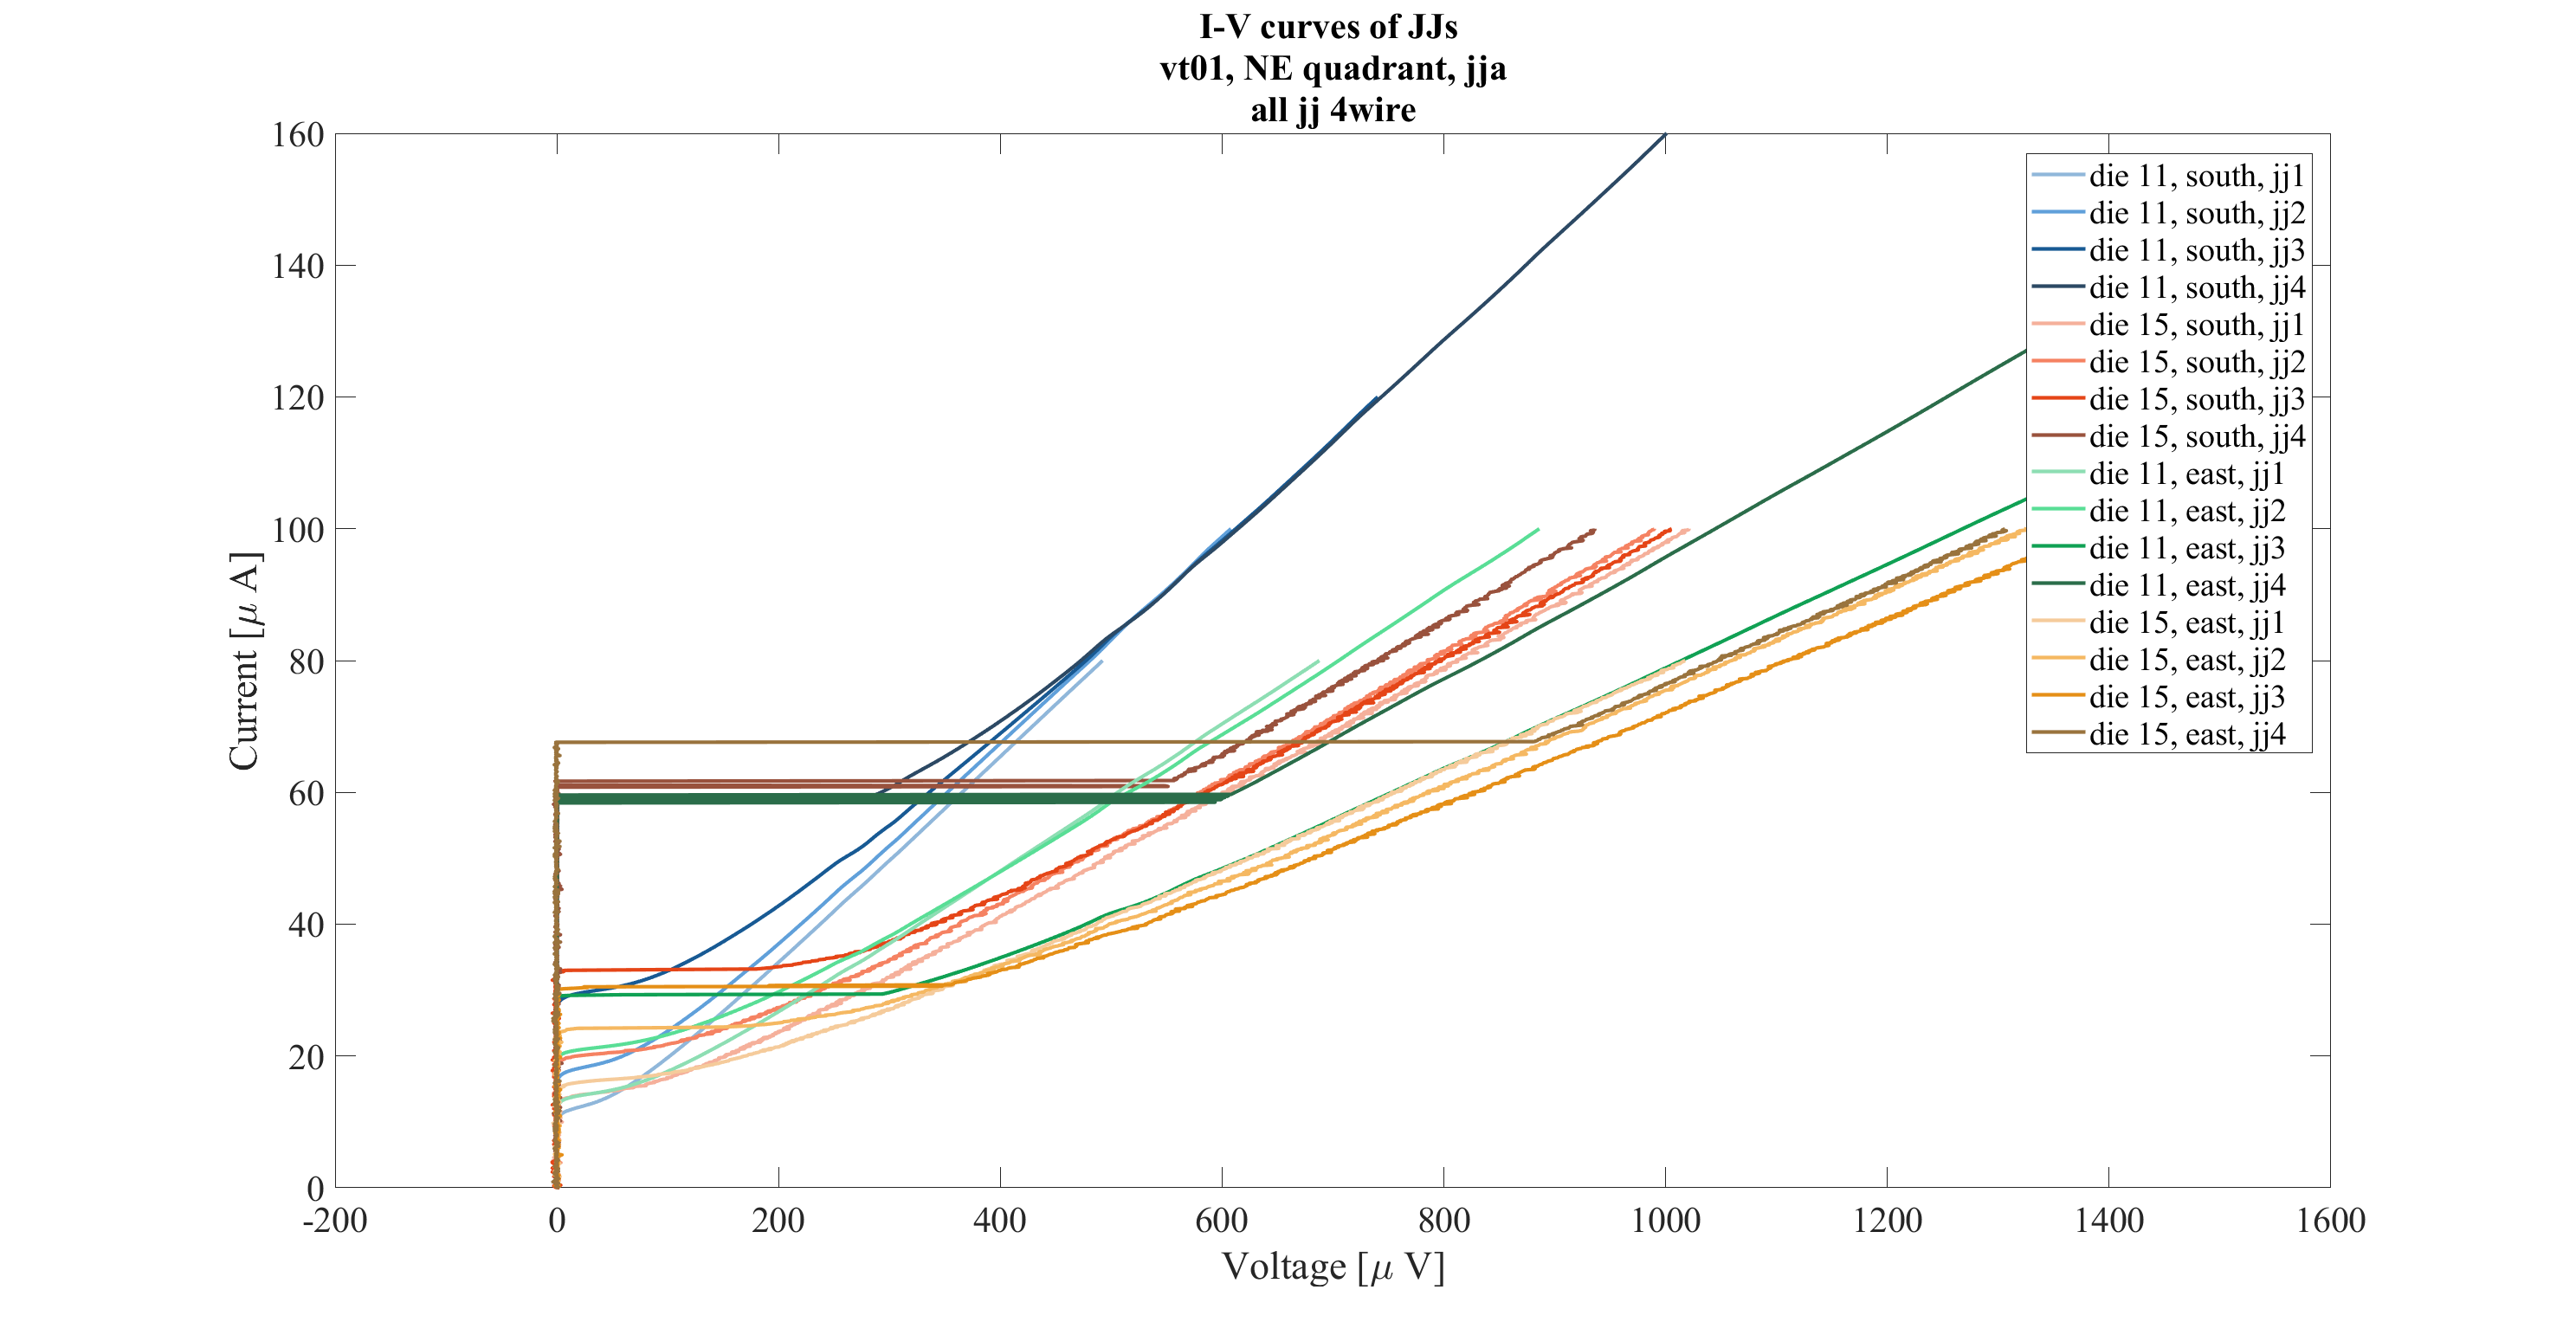 I-V curves of JJs
vt01, NE quadrant, jja
all jj 4wire
160
140
120
100
80
60
40
20
0
Current [μ A]
-200 0 200 400 600 800 1000 1200 1400 1600
Voltage [μ V]
die 11, south, jj1
die 11, south, jj2
die 11, south, jj3
die 11, south, jj4
die 15, south, jj1
die 15, south, jj2
die 15, south, jj3
die 15, south, jj4
die 11, east, jj1
die 11, east, jj2
die 11, east, jj3
die 11, east, jj4
die 15, east, jj1
die 15, east, jj2
die 15, east, jj3
die 15, east, jj4